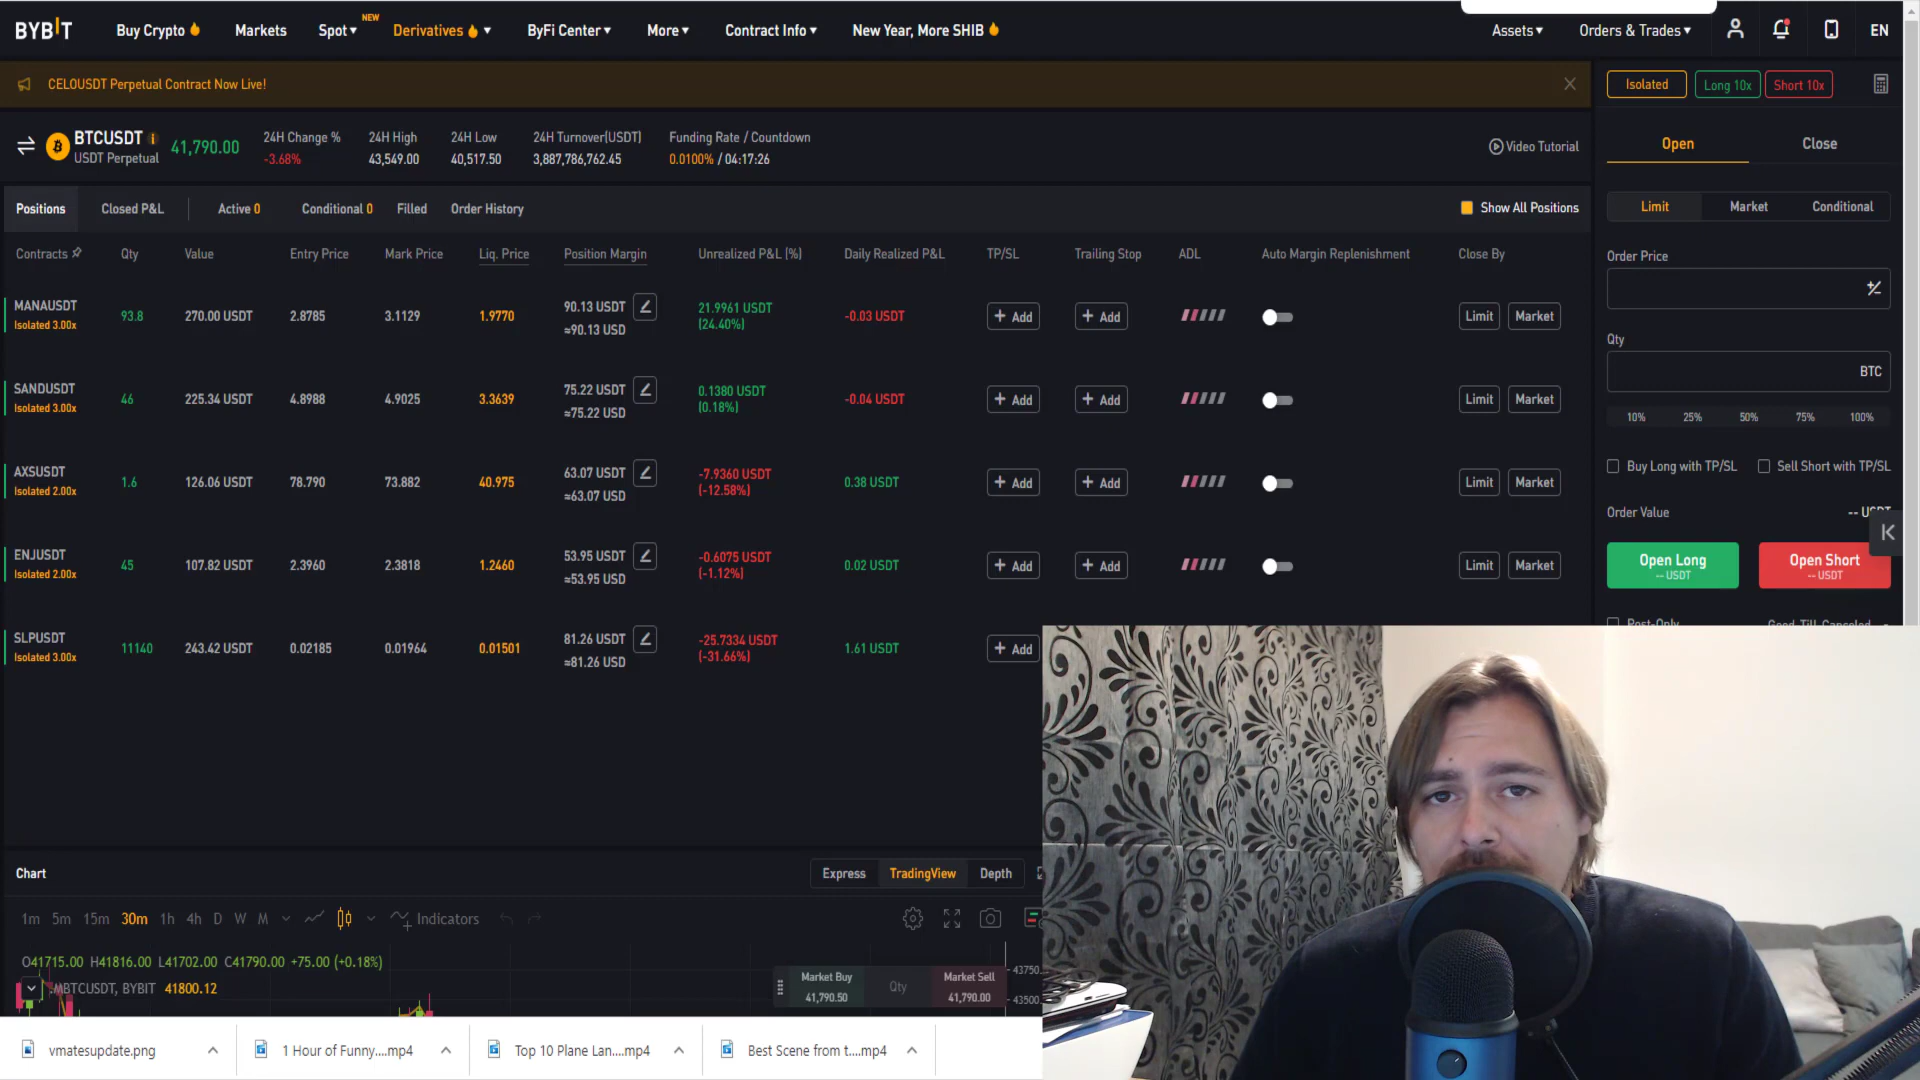 BYBIT
Buy Crypto
Markets
Spot NEW
Derivatives
ByFi Center
More
Contract Info
New Year, More SHIB
Assets
Orders & Trades
EN
CELOUSDT Perpetual Contract Now Live!
Isolated
Long 10x
Short 10x
BTCUSDT
USDT Perpetual
41,790.00
24H Change %
-3.68%
24H High
43,549.00
24H Low
40,517.50
24H Turnover(USDT)
3,887,786,762.45
Funding Rate / Countdown
0.0100% / 04:17:26
Video Tutorial
Open
Close
Positions
Closed P&L
Active 0
Conditional 0
Filled
Order History
Show All Positions
Limit
Market
Conditional
Contracts Qty Value Entry Price Mark Price Liq. Price Position Margin Unrealized P&L (%) Daily Realized P&L TP/SL Trailing Stop ADL Auto Margin Replenishment Close By
MANAUSDT
Isolated 3.00x
93.8 270.00 USDT 2.8785 3.1129 1.9770
90.13 USDT
≈90.13 USD
21.9961 USDT
(24.40%)
-0.03 USDT
+ Add + Add Limit Market
SANDUSDT
Isolated 3.00x
46 225.34 USDT 4.8988 4.9025 3.3639
75.22 USDT
≈75.22 USD
0.1380 USDT
(0.18%)
-0.04 USDT
+ Add + Add Limit Market
AXSUSDT
Isolated 2.00x
1.6 126.06 USDT 78.790 73.882 40.975
63.07 USDT
≈63.07 USD
-7.9360 USDT
(-12.58%)
0.38 USDT
+ Add + Add Limit Market
ENJUSDT
Isolated 2.00x
45 107.82 USDT 2.3960 2.3818 1.2460
53.95 USDT
≈53.95 USD
-0.6075 USDT
(-1.12%)
0.02 USDT
+ Add + Add Limit Market
SLPUSDT
Isolated 3.00x
11140 243.42 USDT 0.02185 0.01964 0.01501
81.26 USDT
≈81.26 USD
-25.7334 USDT
(-31.66%)
1.61 USDT
+ Add
Order Price
Qty
BTC
10% 25% 50% 75% 100%
Buy Long with TP/SL
Sell Short with TP/SL
Order Value
-- USDT
Open Long
-- USDT
Open Short
-- USDT
Post-Only
Good-Till-Canceled
Chart
Express
TradingView
Depth
1m 5m 15m 30m 1h 4h D W M
Indicators
O41715.00 H41816.00 L41702.00 C41790.00 +75.00 (+0.18%)
.MBTCUSDT, BYBIT 41800.12
Market Buy
41,790.50
Qty
Market Sell
41,790.00
43750.
43500.
vmatesupdate.png
1 Hour of Funny....mp4
Top 10 Plane Lan....mp4
Best Scene from t....mp4